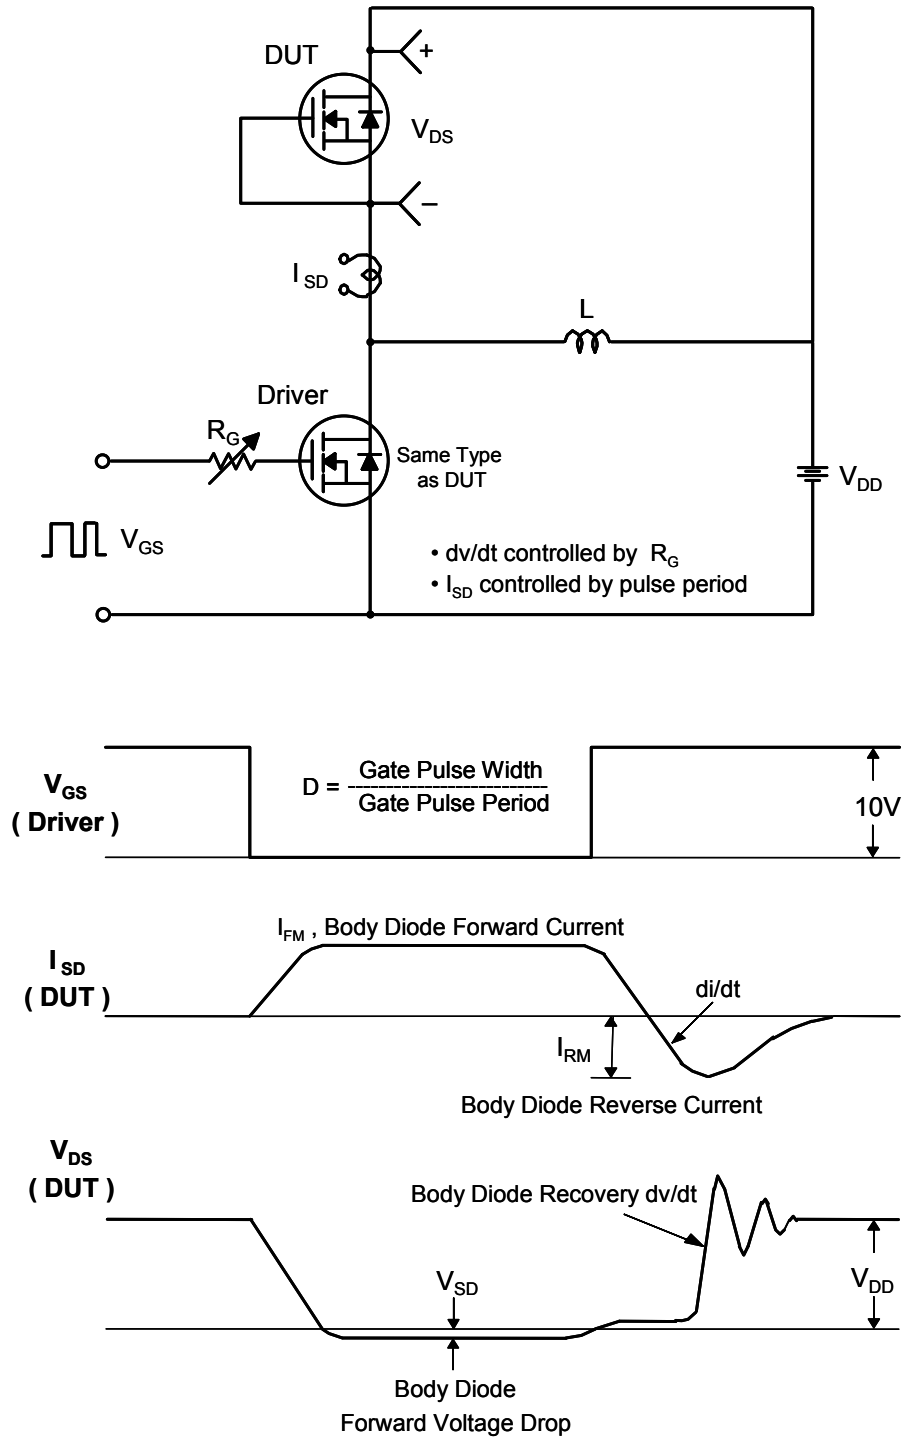 DUT
+
V_DS
−
I_SD
L
Driver
R_G
Same Type
as DUT
V_DD
V_GS
• dv/dt controlled by R_G
• I_SD controlled by pulse period
V_GS
( Driver )
D = Gate Pulse Width
Gate Pulse Period
10V
I_FM , Body Diode Forward Current
I_SD
( DUT )
di/dt
I_RM
Body Diode Reverse Current
V_DS
( DUT )
Body Diode Recovery dv/dt
V_SD
V_DD
Body Diode
Forward Voltage Drop